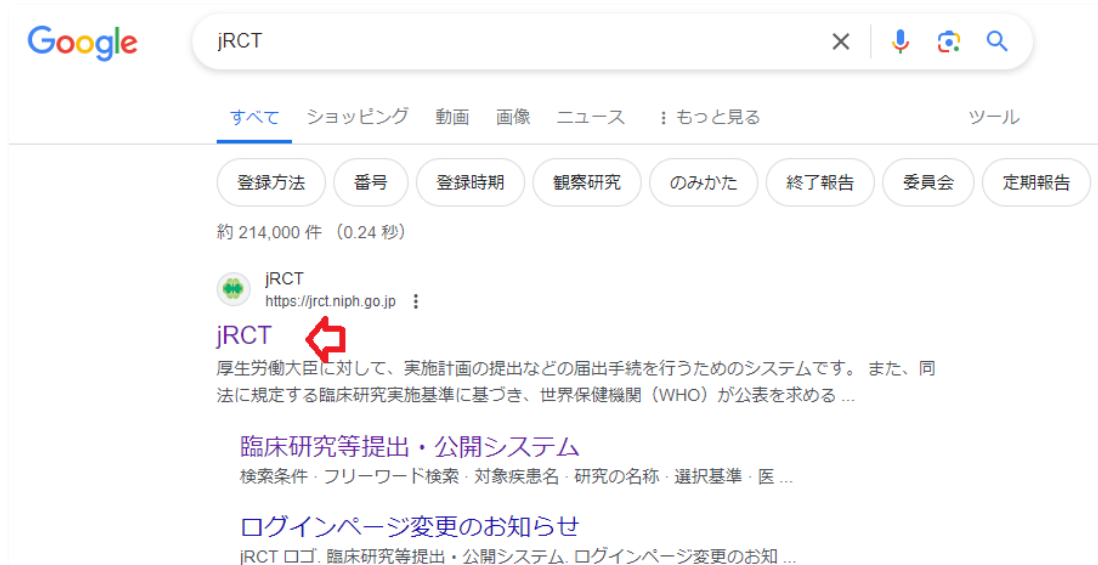 Google
jRCT
すべて ショッピング 動画 画像 ニュース もっと見る ツール
登録方法 番号 登録時期 観察研究 のみかた 終了報告 委員会 定期報告
約 214,000 件 （0.24 秒）
jRCT
https://jrct.niph.go.jp
jRCT
厚生労働大臣に対して、実施計画の提出などの届出手続を行うためのシステムです。 また、同
法に規定する臨床研究実施基準に基づき、世界保健機関（WHO）が公表を求める ...
臨床研究等提出・公開システム
検索条件 · フリーワード検索 · 対象疾患名 · 研究の名称 · 選択基準 · 医 ...
ログインページ変更のお知らせ
jRCT ロゴ. 臨床研究等提出・公開システム. ログインページ変更のお知 ...